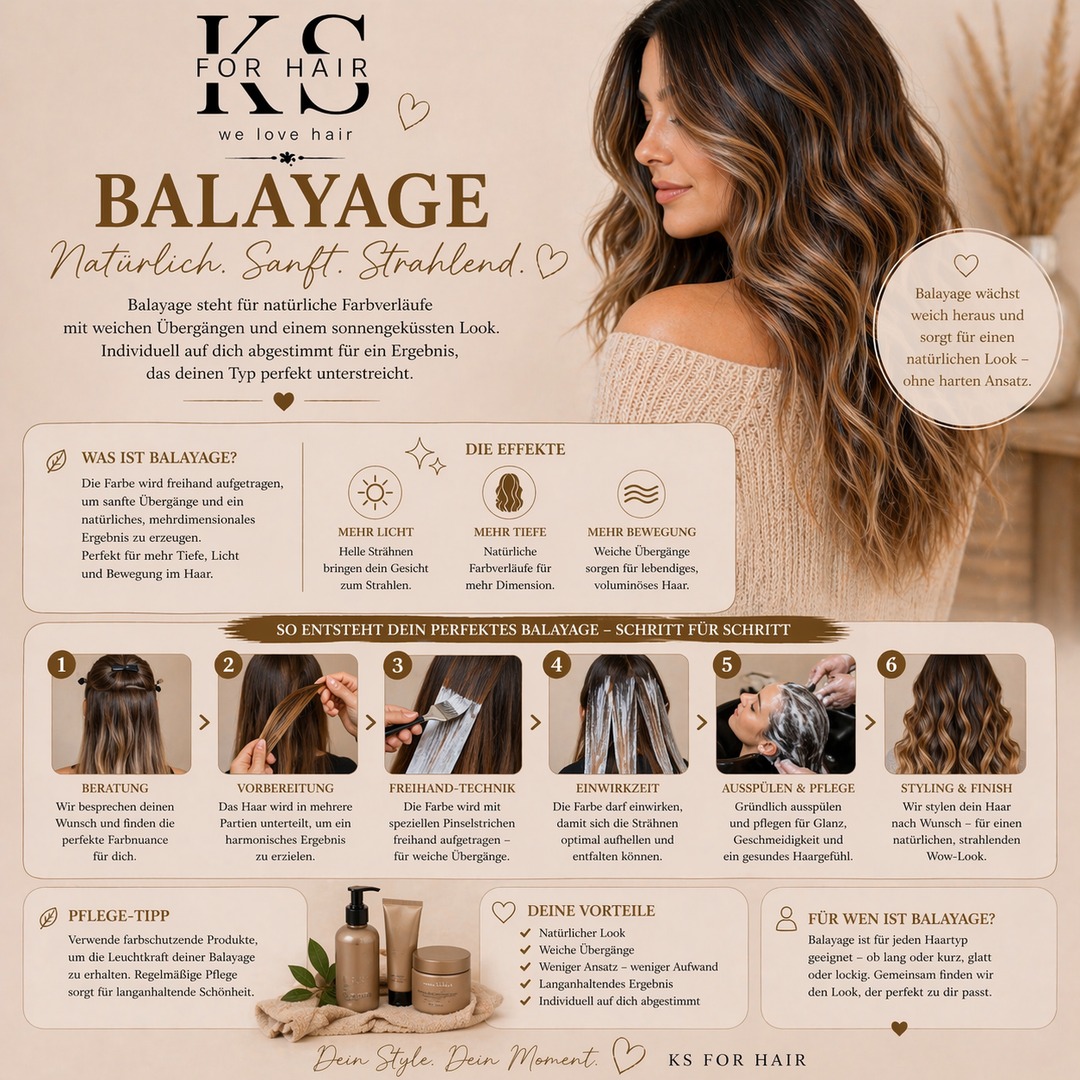 KS
FOR HAIR
we love hair
BALAYAGE
Natürlich. Sanft. Strahlend.
Balayage steht für natürliche Farbverläufe
mit weichen Übergängen und einem sonnengeküssten Look.
Individuell auf dich abgestimmt für ein Ergebnis,
das deinen Typ perfekt unterstreicht.
Balayage wächst
weich heraus und
sorgt für einen
natürlichen Look –
ohne harten Ansatz.
WAS IST BALAYAGE?
Die Farbe wird freihand aufgetragen,
um sanfte Übergänge und ein
natürliches, mehrdimensionales
Ergebnis zu erzeugen.
Perfekt für mehr Tiefe, Licht
und Bewegung im Haar.
DIE EFFEKTE
MEHR LICHT
Helle Strähnen
bringen dein Gesicht
zum Strahlen.
MEHR TIEFE
Natürliche
Farbverläufe für
mehr Dimension.
MEHR BEWEGUNG
Weiche Übergänge
sorgen für lebendiges,
voluminöses Haar.
SO ENTSTEHT DEIN PERFEKTES BALAYAGE – SCHRITT FÜR SCHRITT
1
BERATUNG
Wir besprechen deinen
Wunsch und finden die
perfekte Farbnuance
für dich.
2
VORBEREITUNG
Das Haar wird in mehrere
Partien unterteilt, um ein
harmonisches Ergebnis
zu erzielen.
3
FREIHAND-TECHNIK
Die Farbe wird mit
speziellen Pinselstrichen
freihand aufgetragen –
für weiche Übergänge.
4
EINWIRKZEIT
Die Farbe darf einwirken,
damit sich die Strähnen
optimal aufhellen und
entfalten können.
5
AUSSPÜLEN & PFLEGE
Gründlich ausspülen
und pflegen für Glanz,
Geschmeidigkeit und
ein gesundes Haargefühl.
6
STYLING & FINISH
Wir stylen dein Haar
nach Wunsch – für einen
natürlichen, strahlenden
Wow-Look.
PFLEGE-TIPP
Verwende farbschutzende Produkte,
um die Leuchtkraft deiner Balayage
zu erhalten. Regelmäßige Pflege
sorgt für langanhaltende Schönheit.
DEINE VORTEILE
Natürlicher Look
Weiche Übergänge
Weniger Ansatz – weniger Aufwand
Langanhaltendes Ergebnis
Individuell auf dich abgestimmt
FÜR WEN IST BALAYAGE?
Balayage ist für jeden Haartyp
geeignet – ob lang oder kurz, glatt
oder lockig. Gemeinsam finden wir
den Look, der perfekt zu dir passt.
Dein Style. Dein Moment.
KS FOR HAIR